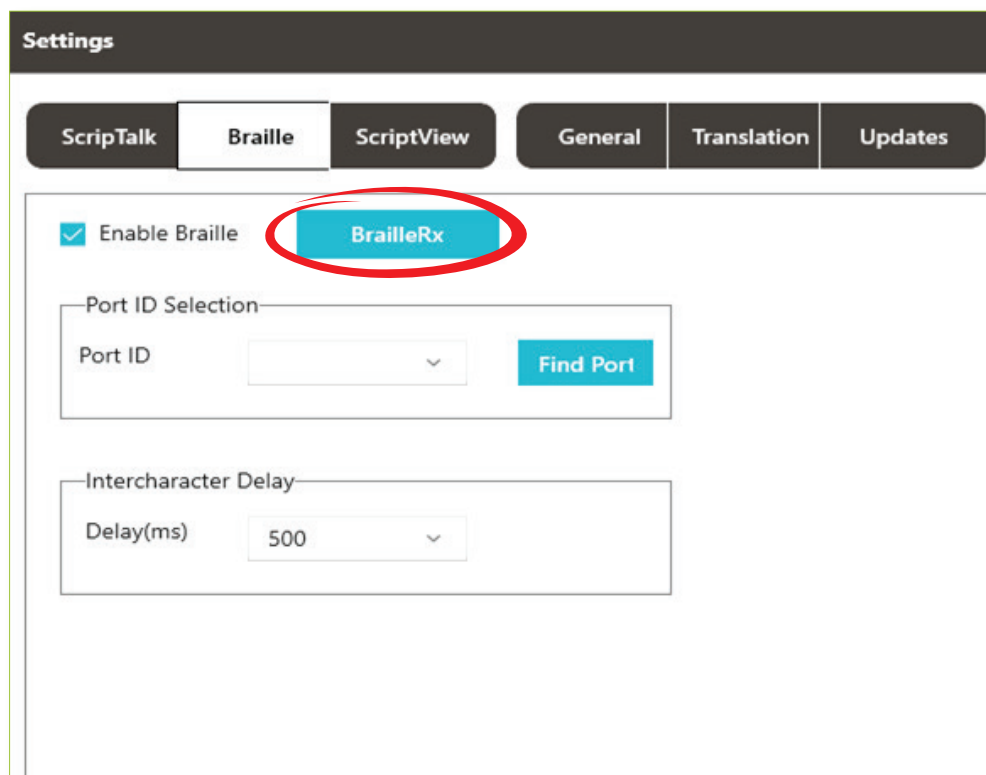 Settings
ScripTalk Braille ScriptView General Translation Updates
Enable Braille BrailleRx
Port ID Selection
Port ID Find Port
Intercharacter Delay
Delay(ms) 500